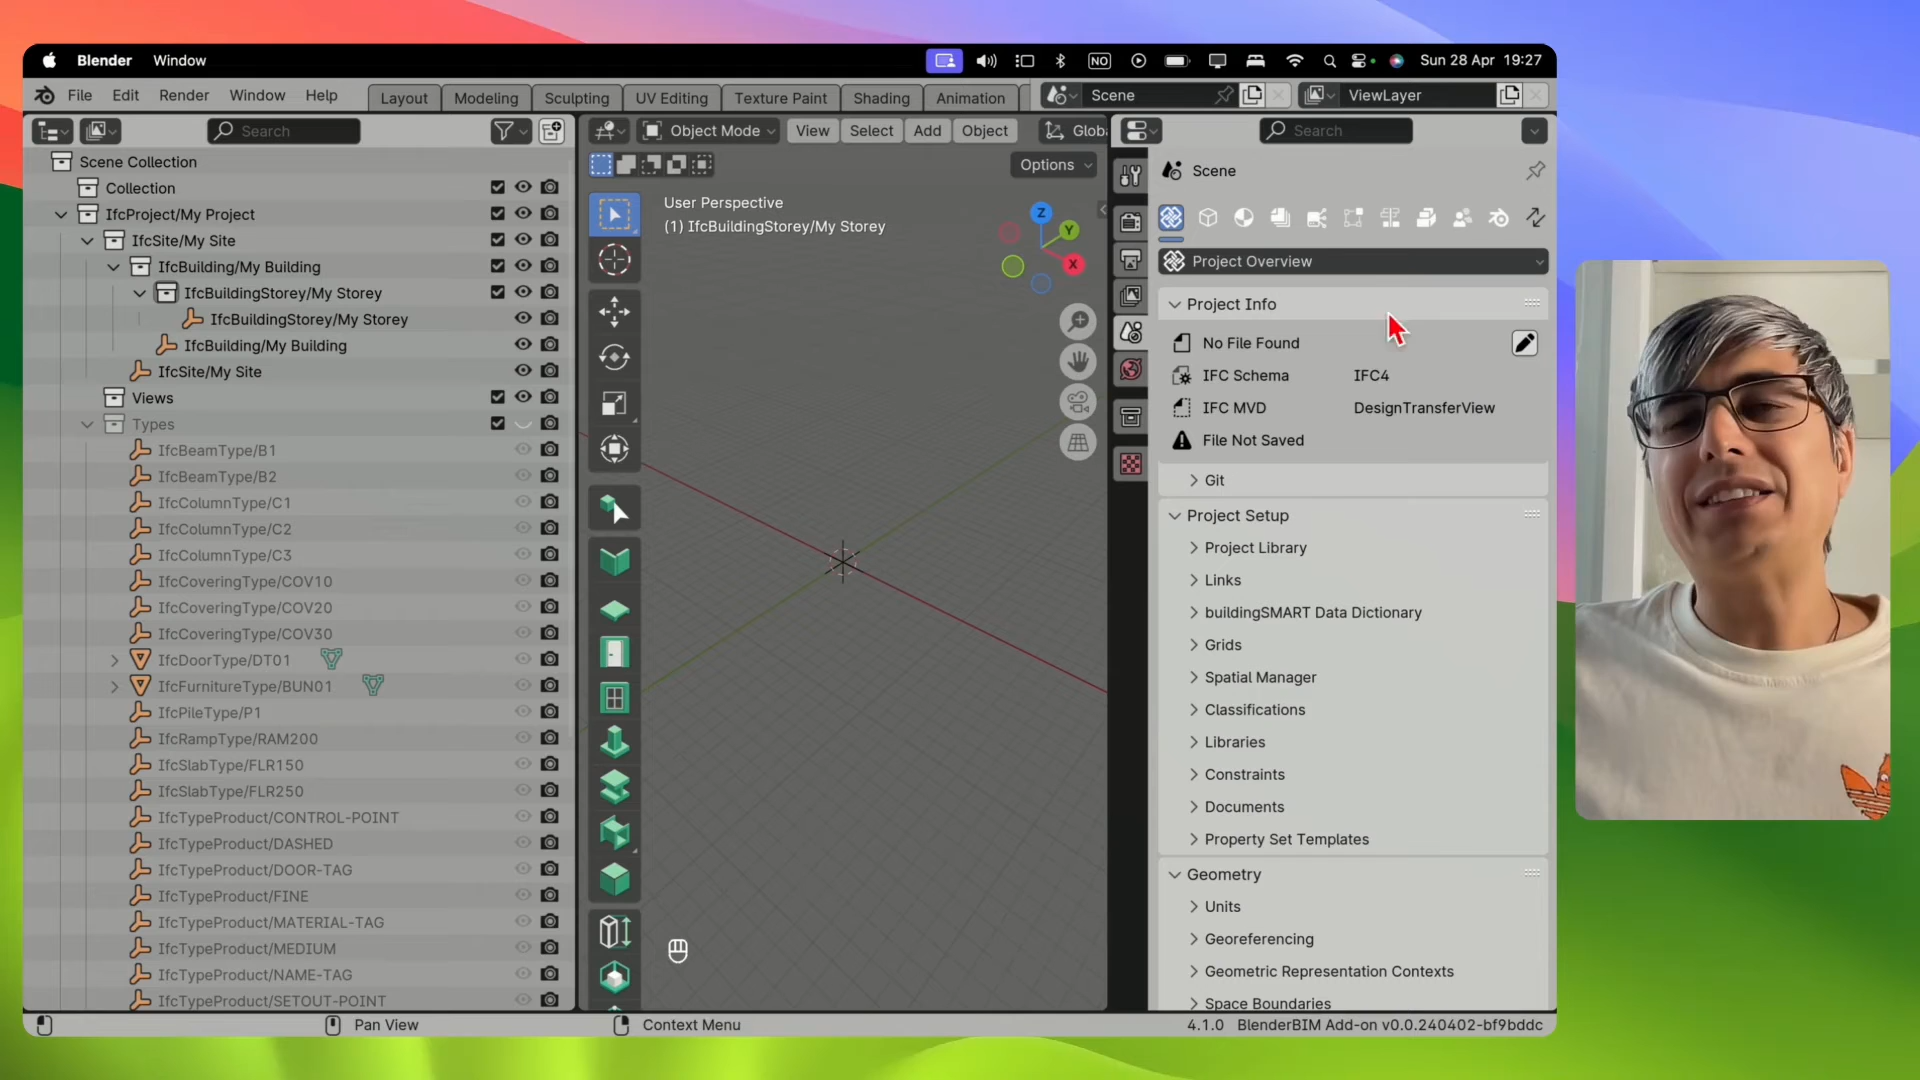 Blender Window NO Sun 28 Apr 19:27
File Edit Render Window Help Layout Modeling Sculpting UV Editing Texture Paint Shading Animation Scene ViewLayer
Search
Scene Collection
Collection
IfcProject/My Project
IfcSite/My Site
IfcBuilding/My Building
IfcBuildingStorey/My Storey
IfcBuildingStorey/My Storey
IfcBuilding/My Building
IfcSite/My Site
Views
Types
IfcBeamType/B1
IfcBeamType/B2
IfcColumnType/C1
IfcColumnType/C2
IfcColumnType/C3
IfcCoveringType/COV10
IfcCoveringType/COV20
IfcCoveringType/COV30
IfcDoorType/DT01
IfcFurnitureType/BUN01
IfcPileType/P1
IfcRampType/RAM200
IfcSlabType/FLR150
IfcSlabType/FLR250
IfcTypeProduct/CONTROL-POINT
IfcTypeProduct/DASHED
IfcTypeProduct/DOOR-TAG
IfcTypeProduct/FINE
IfcTypeProduct/MATERIAL-TAG
IfcTypeProduct/MEDIUM
IfcTypeProduct/NAME-TAG
IfcTypeProduct/SETOUT-POINT
Object Mode View Select Add Object Globa
Options
User Perspective
(1) IfcBuildingStorey/My Storey
Z
Y
X
Search
Scene
Project Overview
Project Info
No File Found
IFC Schema IFC4
IFC MVD DesignTransferView
File Not Saved
Git
Project Setup
Project Library
Links
buildingSMART Data Dictionary
Grids
Spatial Manager
Classifications
Libraries
Constraints
Documents
Property Set Templates
Geometry
Units
Georeferencing
Geometric Representation Contexts
Space Boundaries
Pan View Context Menu 4.1.0 BlenderBIM Add-on v0.0.240402-bf9bddc